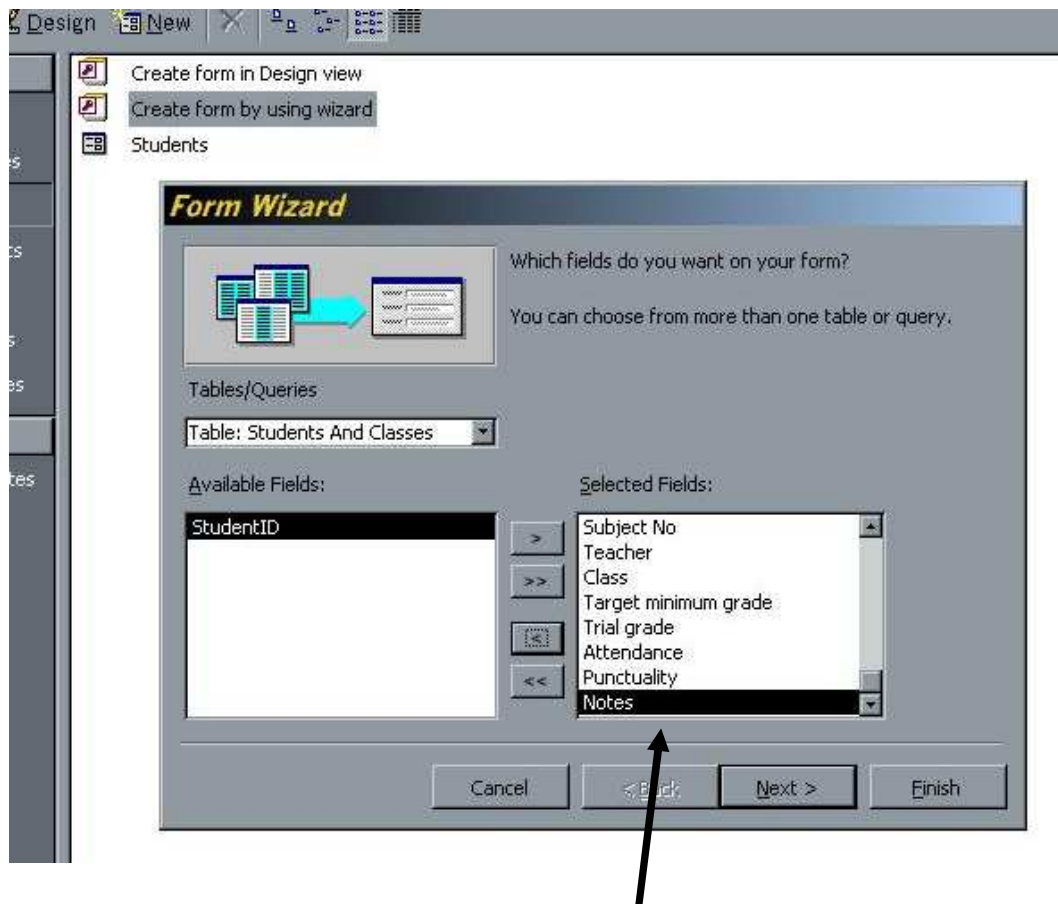 Design New
Create form in Design view
Create form by using wizard
Students
Form Wizard
Which fields do you want on your form?
You can choose from more than one table or query.
Tables/Queries
Table: Students And Classes
Available Fields:
Selected Fields:
StudentID
>
>>
<
<<
Subject No
Teacher
Class
Target minimum grade
Trial grade
Attendance
Punctuality
Notes
Cancel
< Back
Next >
Finish